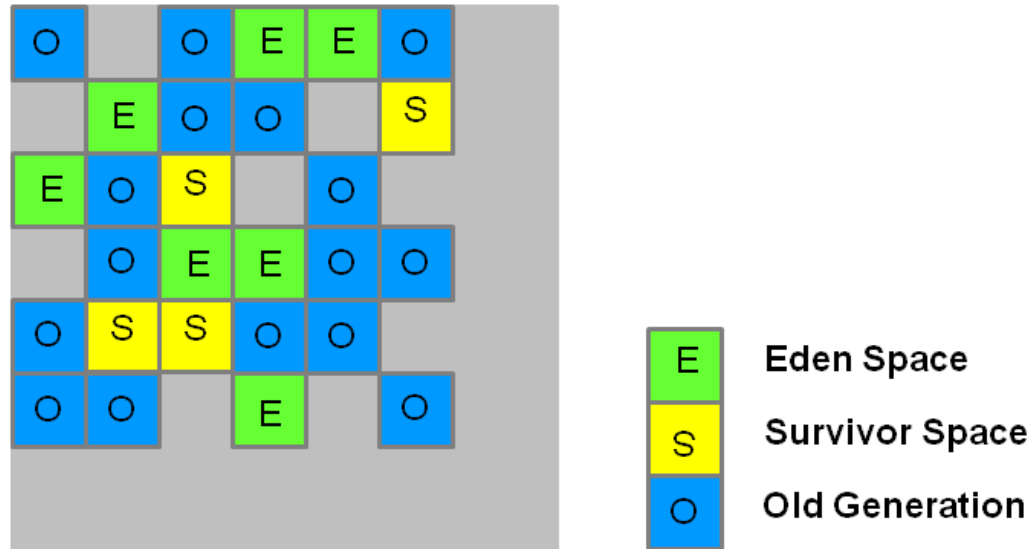 O O E E O
E O O S
E O S O
O E E O O
O S S O O
O O E O
E Eden Space
S Survivor Space
O Old Generation